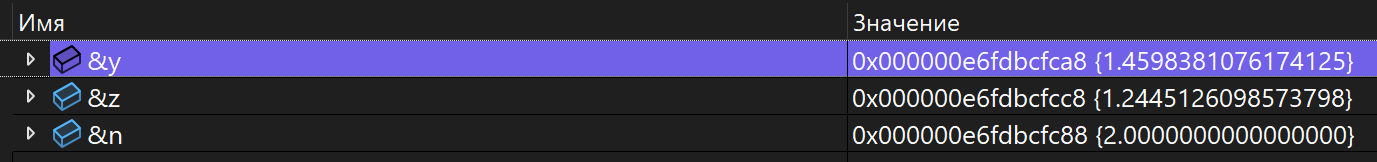 Имя Значение
&y 0x000000e6fdbcfca8 {1.4598381076174125}
&z 0x000000e6fdbcfcc8 {1.2445126098573798}
&n 0x000000e6fdbcfc88 {2.0000000000000000}